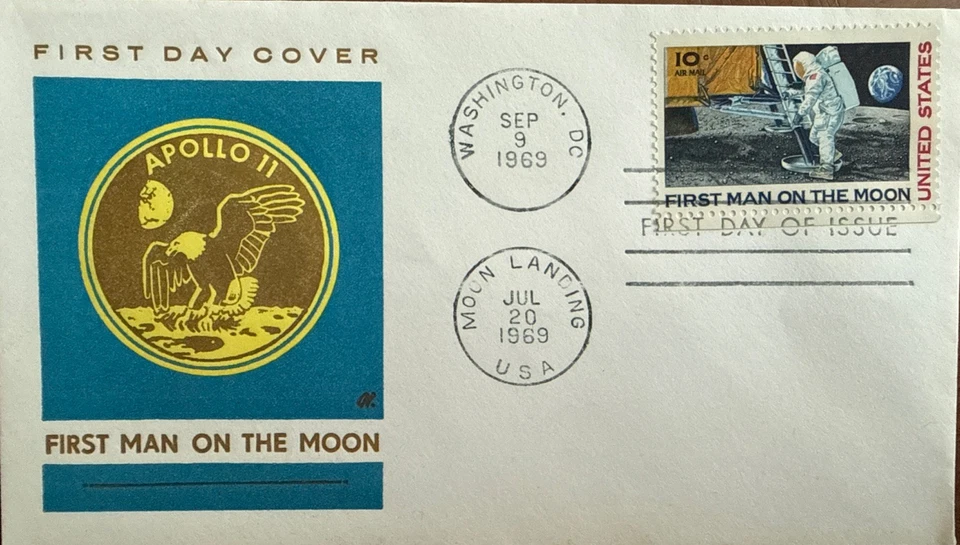 FIRST DAY COVER
APOLLO 11
FIRST MAN ON THE MOON
WASHINGTON, DC
SEP
9
1969
MOON LANDING
JUL
20
1969
USA
10c
AIR MAIL
UNITED STATES
FIRST MAN ON THE MOON
FIRST DAY OF ISSUE